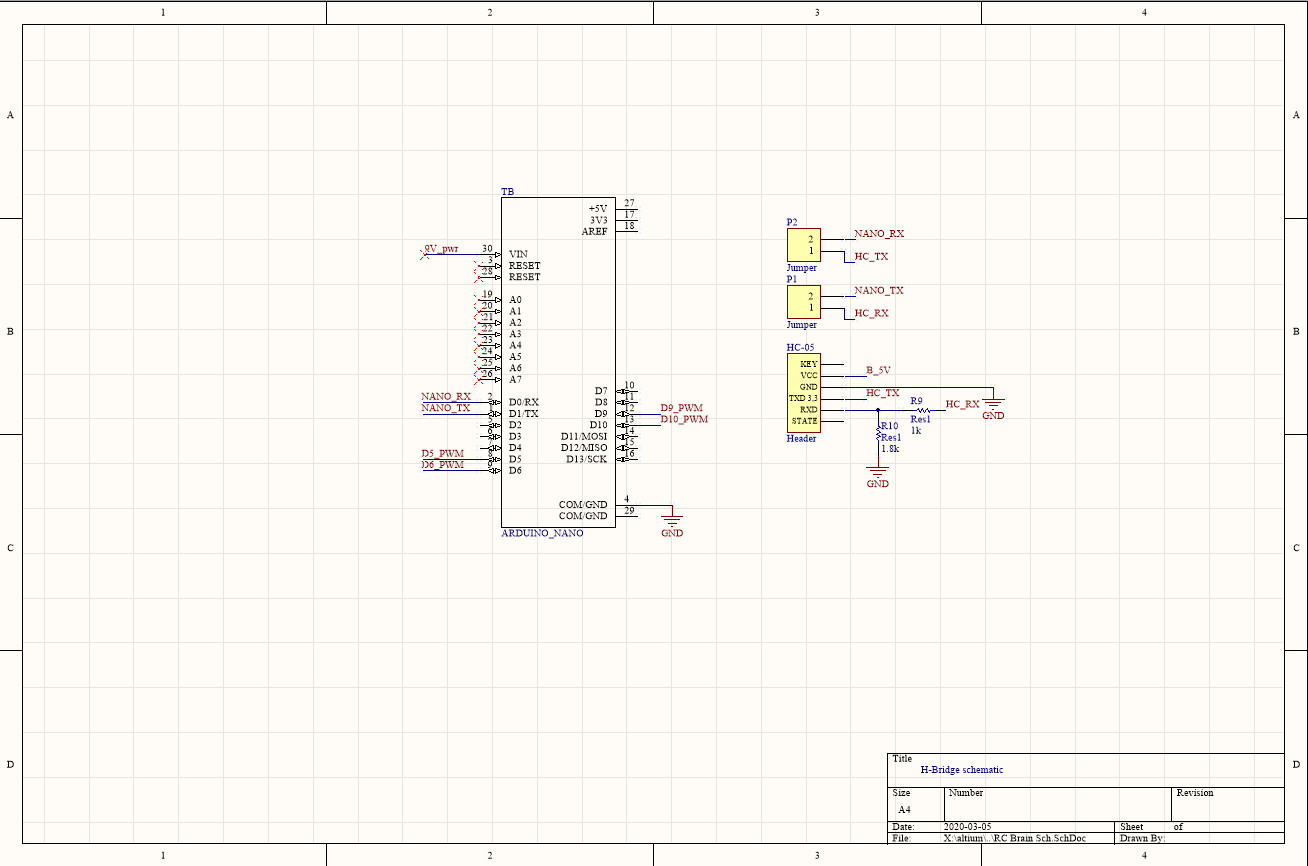 1 2 3 4
A A
B B
C C
D D
TB
+5V 27
3V3 17
AREF 18
9V_pwr 30 VIN
3 RESET
28 RESET
19 A0
20 A1
21 A2
22 A3
23 A4
24 A5
25 A6
26 A7
D7 10
NANO_RX 2 D0/RX D8 1
NANO_TX D1/TX D9 2 D9_PWM
D2 D10 13 D10_PWM
6 D3 D11/MOSI 14
D4 D12/MISO 15
D5_PWM 8 D5 D13/SCK 16
D6_PWM 9 D6
COM/GND 4
COM/GND 29
GND
ARDUINO_NANO
P2
2 NANO_RX
1 HC_TX
Jumper
P1
2 NANO_TX
1 HC_RX
Jumper
HC-05
KEY
VCC B_5V
GND
TXD 3,3 HC_TX
RXD
STATE
Header
R9
Res1
1k
HC_RX
GND
R10
Res1
1.8k
GND
Title
H-Bridge schematic
Size Number Revision
A4
Date: 2020-03-05 Sheet of
File: X:\altium\..\RC Brain Sch.SchDoc Drawn By:
1 2 3 4